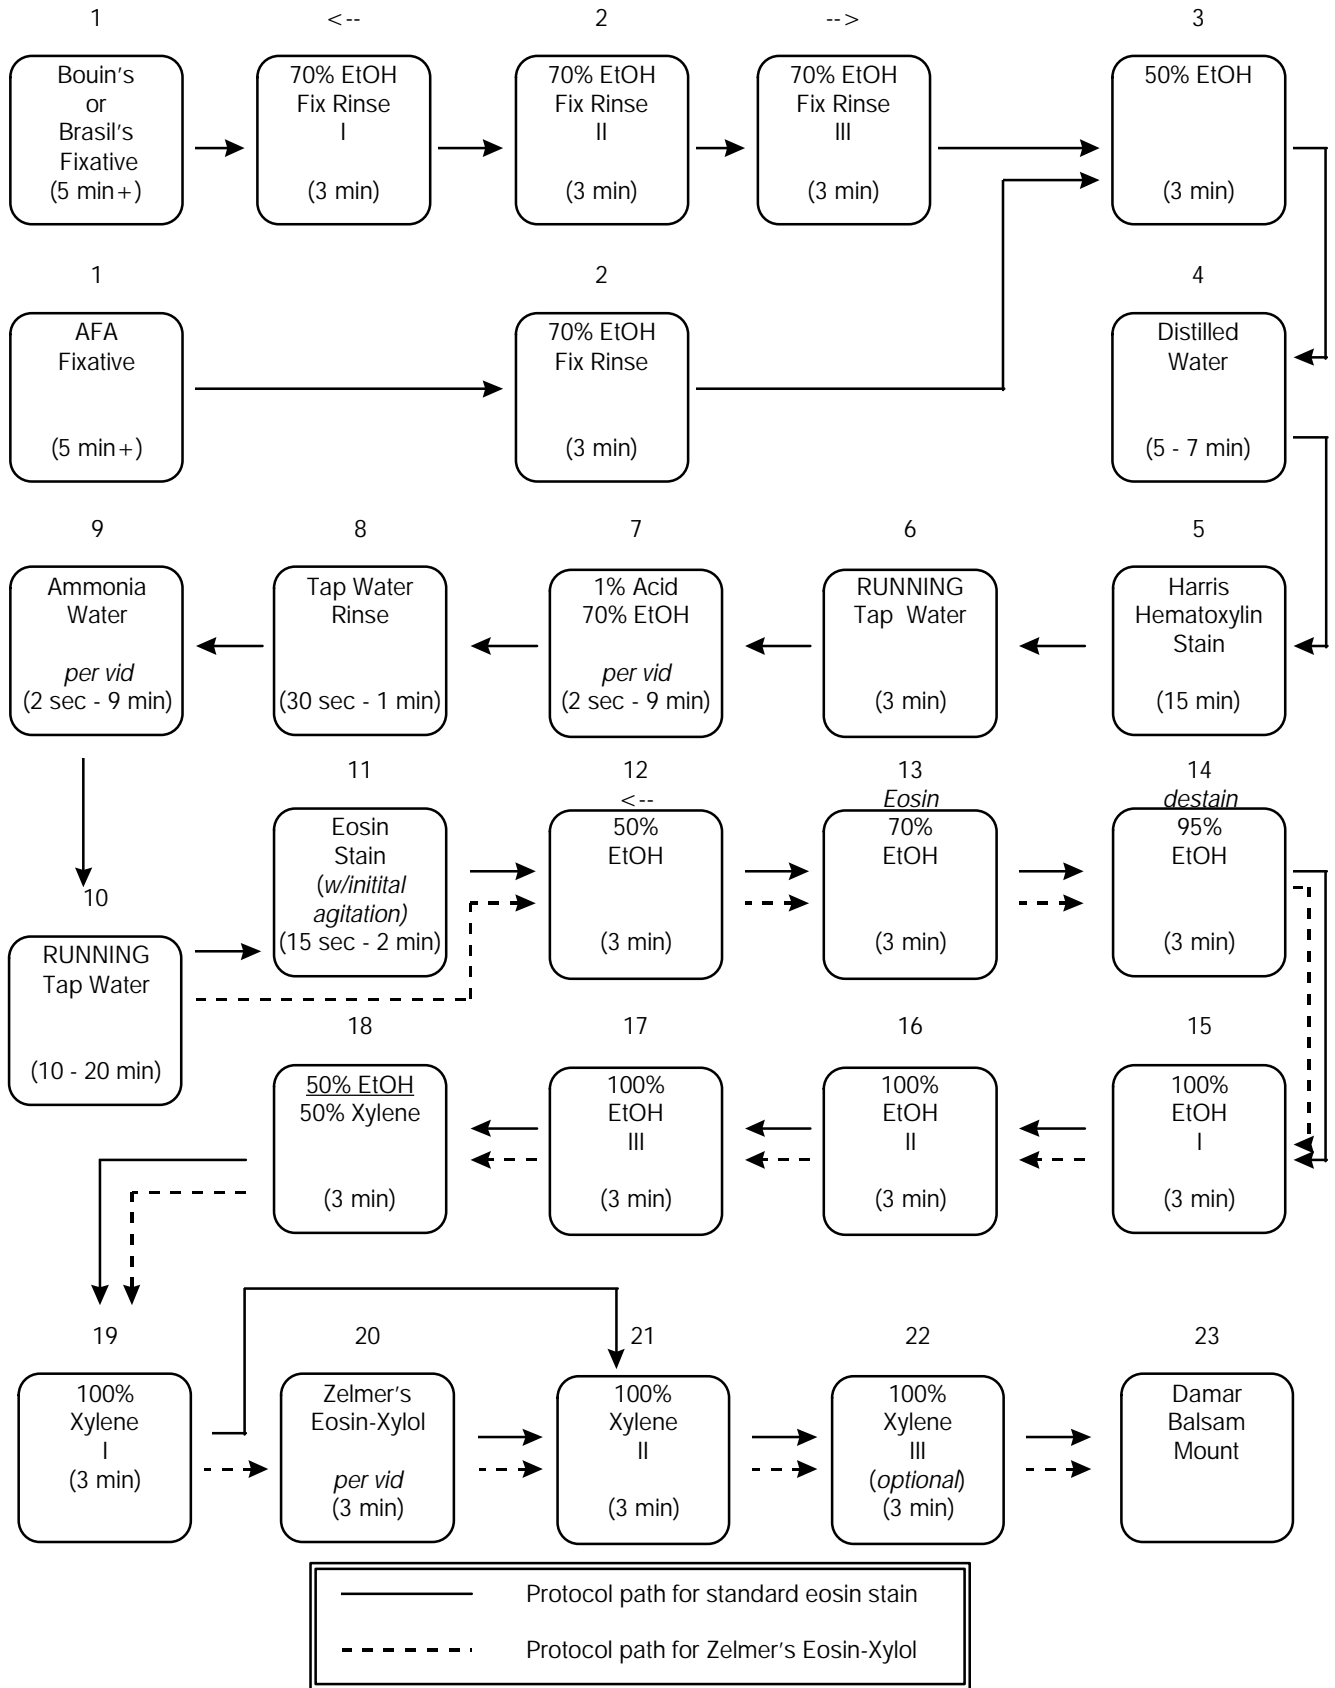 1
<--
2
-->
3
Bouin's
or
Brasil's
Fixative
(5 min+)
70% EtOH
Fix Rinse
I
(3 min)
70% EtOH
Fix Rinse
II
(3 min)
70% EtOH
Fix Rinse
III
(3 min)
50% EtOH
(3 min)
1
2
4
AFA
Fixative
(5 min+)
70% EtOH
Fix Rinse
(3 min)
Distilled
Water
(5 - 7 min)
9
8
7
6
5
Ammonia
Water
per vid
(2 sec - 9 min)
Tap Water
Rinse
(30 sec - 1 min)
1% Acid
70% EtOH
per vid
(2 sec - 9 min)
RUNNING
Tap Water
(3 min)
Harris
Hematoxylin
Stain
(15 min)
11
12
<--
13
Eosin
14
destain
10
RUNNING
Tap Water
(10 - 20 min)
Eosin
Stain
(w/initital
agitation)
(15 sec - 2 min)
50%
EtOH
(3 min)
70%
EtOH
(3 min)
95%
EtOH
(3 min)
18
17
16
15
50% EtOH
50% Xylene
(3 min)
100%
EtOH
III
(3 min)
100%
EtOH
II
(3 min)
100%
EtOH
I
(3 min)
19
20
21
22
23
100%
Xylene
I
(3 min)
Zelmer's
Eosin-Xylol
per vid
(3 min)
100%
Xylene
II
(3 min)
100%
Xylene
III
(optional)
(3 min)
Damar
Balsam
Mount
Protocol path for standard eosin stain
Protocol path for Zelmer's Eosin-Xylol